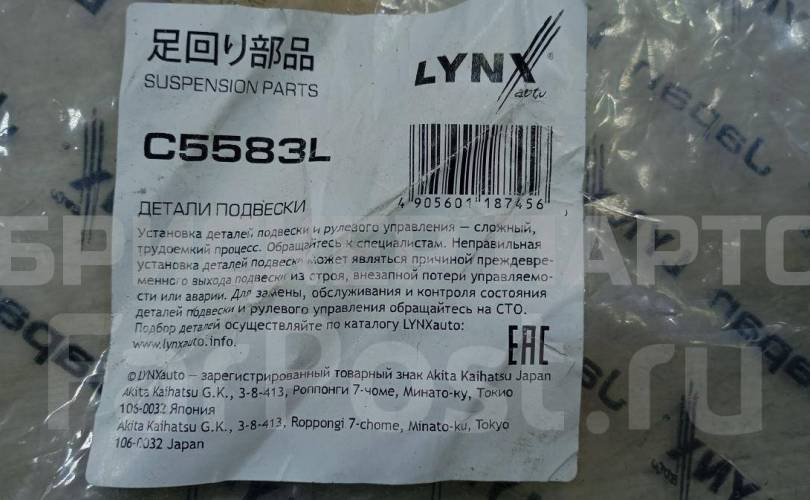 足回り部品
SUSPENSION PARTS
LYNX®
auto
C5583L
4 905601 187456
ДЕТАЛИ ПОДВЕСКИ
Установка деталей подвески и рулевого управления — сложный,
трудоемкий процесс. Обращайтесь к специалистам. Неправильная
установка деталей подвески может являться причиной преждевре-
менного выхода подвески из строя, внезапной потери управляемо-
сти или аварии. Для замены, обслуживания и контроля состояния
деталей подвески и рулевого управления обращайтесь на СТО.
Подбор деталей осуществляйте по каталогу LYNXauto:
www.lynxauto.info.
EAC
© LYNXauto — зарегистрированный товарный знак Akita Kaihatsu Japan
Akita Kaihatsu G.K., 3-8-413, Роппонги 7-чоме, Минато-ку, Токио
106-0032 Япония
Akita Kaihatsu G.K., 3-8-413, Roppongi 7-chome, Minato-ku, Tokyo
106-0032 Japan
Japan
FarPost.ru